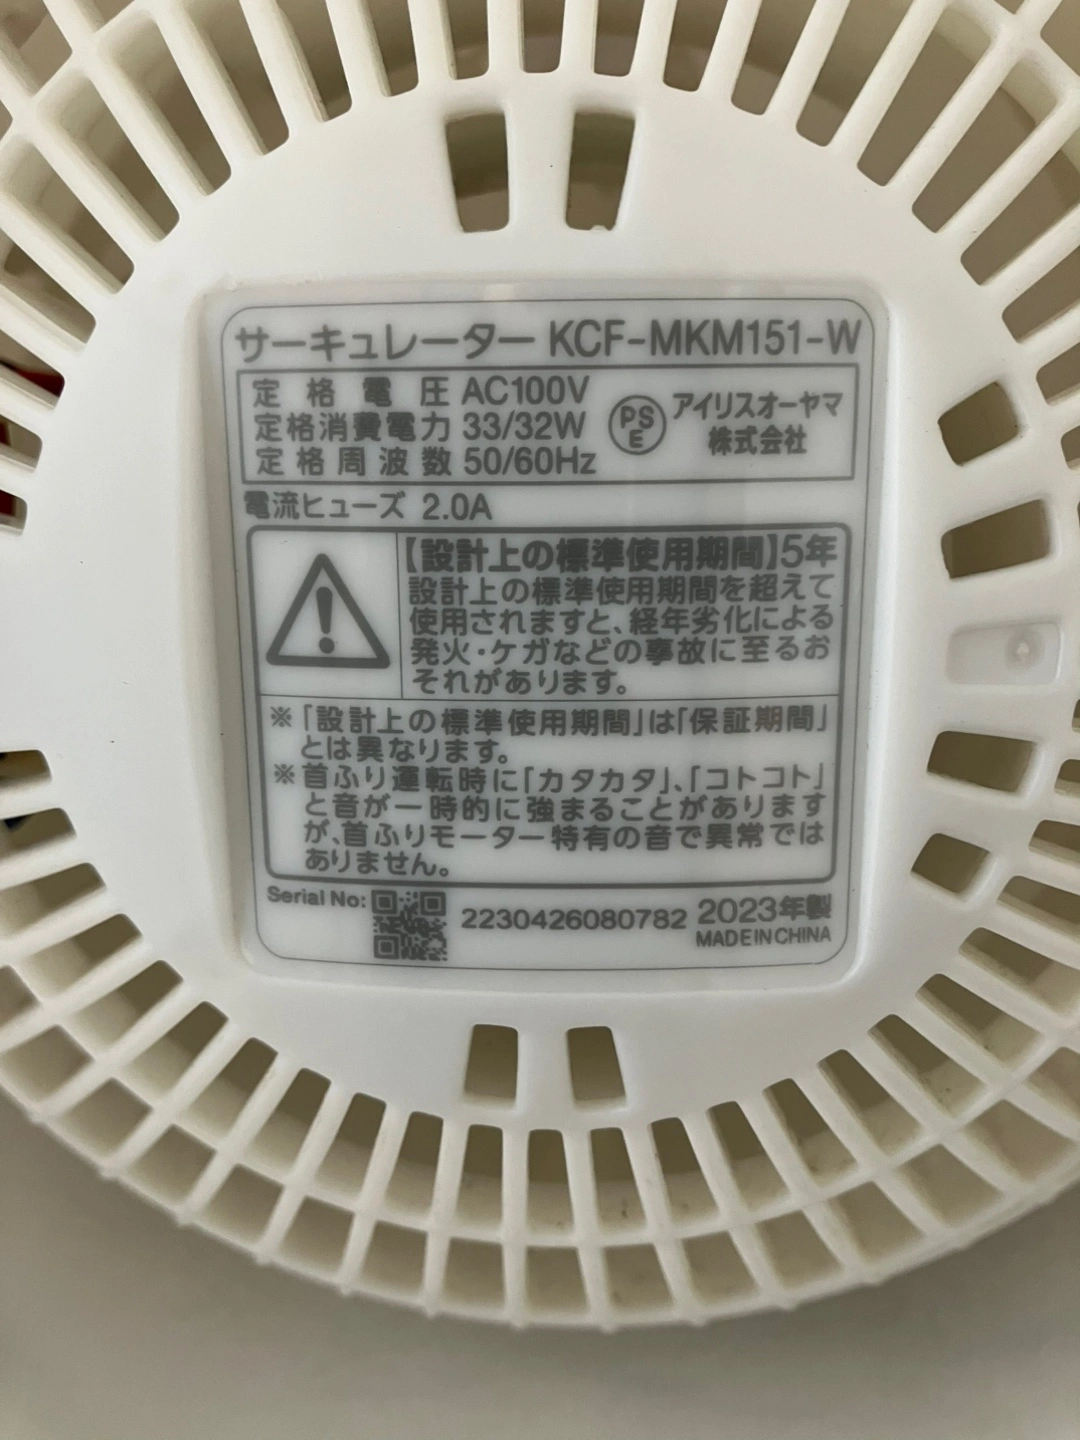 サーキュレーター KCF-MKM151-W
定格電圧 AC100V
定格消費電力 33/32W
定格周波数 50/60Hz
PS
E
アイリスオーヤマ
株式会社
電流ヒューズ 2.0A
【設計上の標準使用期間】5年
設計上の標準使用期間を超えて
使用されますと、経年劣化による
発火・ケガなどの事故に至るお
それがあります。
※「設計上の標準使用期間」は「保証期間」
とは異なります。
※首ふり運転時に「カタカタ」、「コトコト」
と音が一時的に強まることがあります
が、首ふりモーター特有の音で異常では
ありません。
Serial No: 2230426080782 2023年製
MADE IN CHINA